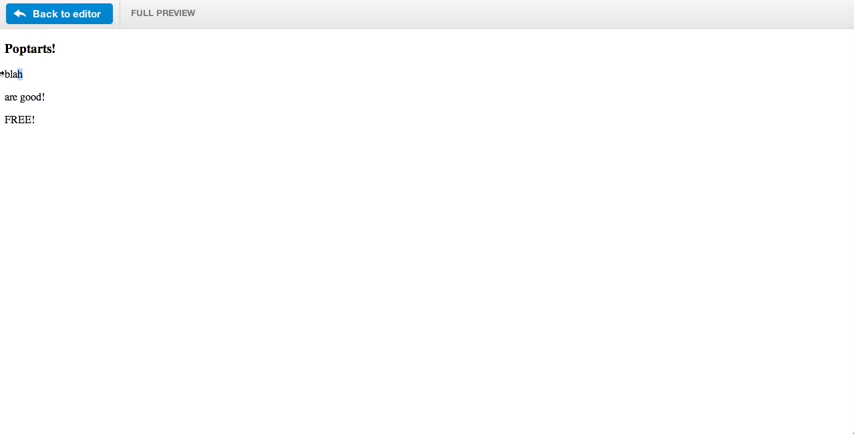 Back to editor
FULL PREVIEW
Poptarts!
blah
are good!
FREE!